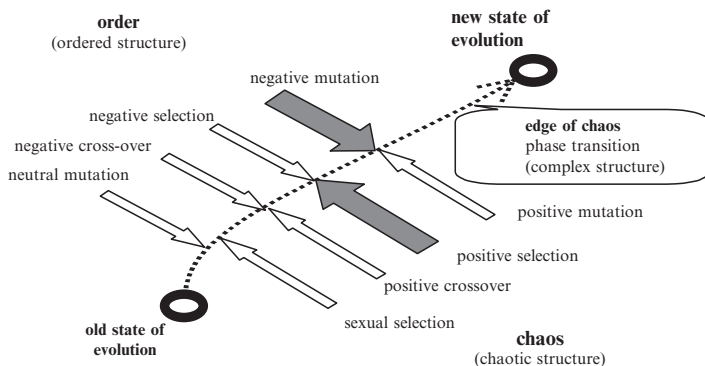 order
(ordered structure)
new state of
evolution
negative mutation
negative selection
negative cross-over
neutral mutation
edge of chaos
phase transition
(complex structure)
positive mutation
positive selection
positive crossover
sexual selection
old state of
evolution
chaos
(chaotic structure)